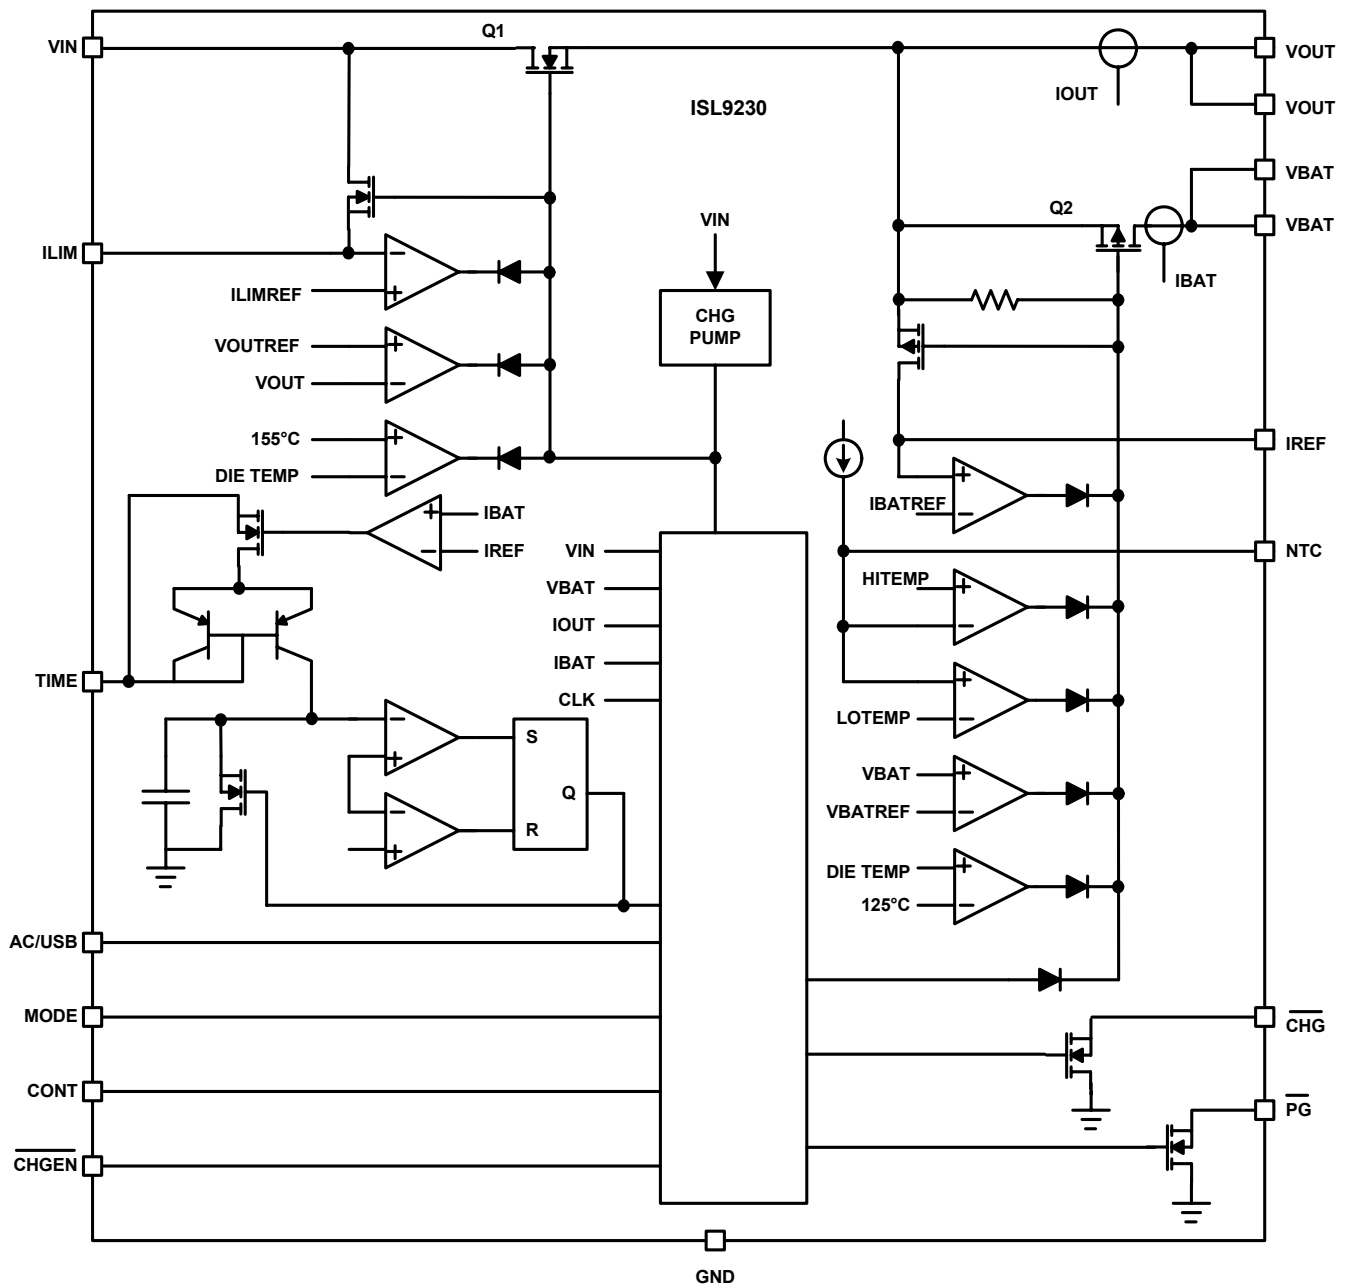 Q1
VIN
VOUT
ISL9230
IOUT
VOUT
VBAT
Q2
VIN
VBAT
ILIM
IBAT
ILIMREF
CHG
PUMP
VOUTREF
VOUT
155°C
IREF
DIE TEMP
IBATREF
IBAT
IREF
VIN
NTC
HITEMP
VBAT
IOUT
IBAT
TIME
CLK
LOTEMP
S
VBAT
Q
VBATREF
R
DIE TEMP
125°C
AC/USB
MODE
CHG
CONT
PG
CHGEN
GND
+
−
+
−
+
−
+
−
+
−
+
−
+
−
+
−
+
−
+
−
+
−